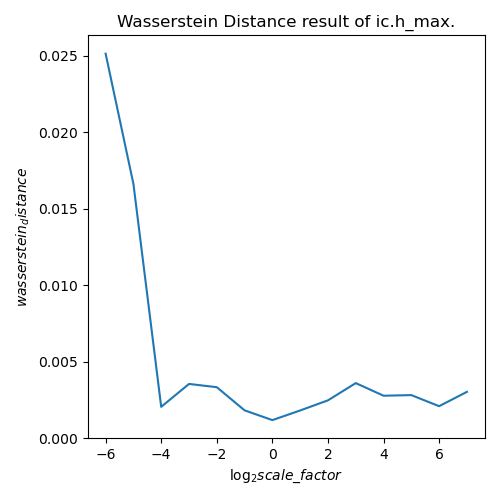 Wasserstein Distance result of ic.h_max.
0.025
0.020
0.015
0.010
0.005
0.000
wasserstein_distance
−6 −4 −2 0 2 4 6
log₂scale_factor